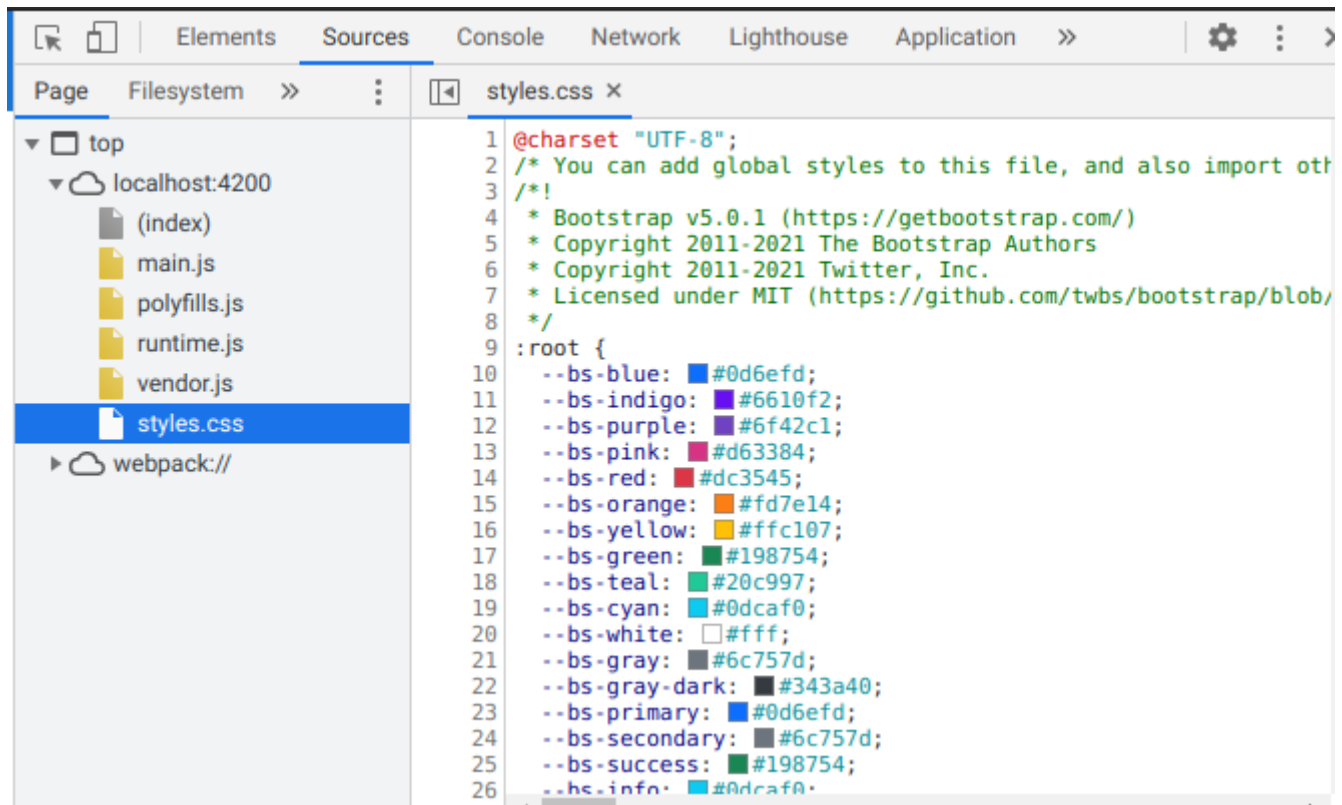 Elements Sources Console Network Lighthouse Application »
Page Filesystem »
styles.css ×
top
localhost:4200
(index)
main.js
polyfills.js
runtime.js
vendor.js
styles.css
webpack://
1 @charset "UTF-8";
2 /* You can add global styles to this file, and also import oth
3 /*!
4 * Bootstrap v5.0.1 (https://getbootstrap.com/)
5 * Copyright 2011-2021 The Bootstrap Authors
6 * Copyright 2011-2021 Twitter, Inc.
7 * Licensed under MIT (https://github.com/twbs/bootstrap/blob/
8 */
9 :root {
10 --bs-blue: #0d6efd;
11 --bs-indigo: #6610f2;
12 --bs-purple: #6f42c1;
13 --bs-pink: #d63384;
14 --bs-red: #dc3545;
15 --bs-orange: #fd7e14;
16 --bs-yellow: #ffc107;
17 --bs-green: #198754;
18 --bs-teal: #20c997;
19 --bs-cyan: #0dcaf0;
20 --bs-white: #fff;
21 --bs-gray: #6c757d;
22 --bs-gray-dark: #343a40;
23 --bs-primary: #0d6efd;
24 --bs-secondary: #6c757d;
25 --bs-success: #198754;
26 --bs-info: #0dcaf0;